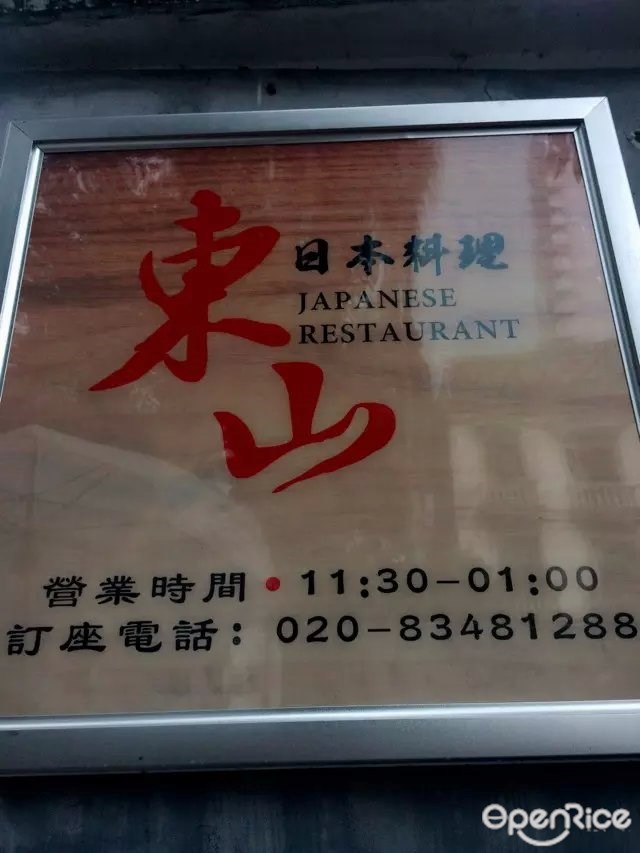 東山
日本料理
JAPANESE
RESTAURANT
營業時間•11:30-01:00
訂座電話：020-83481288
OPENRICE